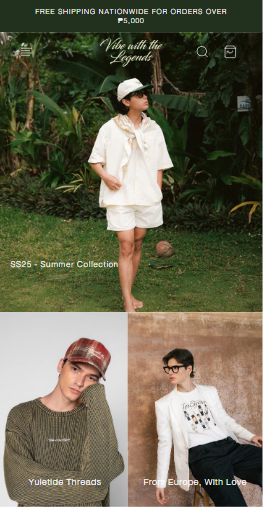 FREE SHIPPING NATIONWIDE FOR ORDERS OVER
₱5,000
Vibe with the
Legends
SS25 - Summer Collection
Yuletide Threads
From Europe, With Love